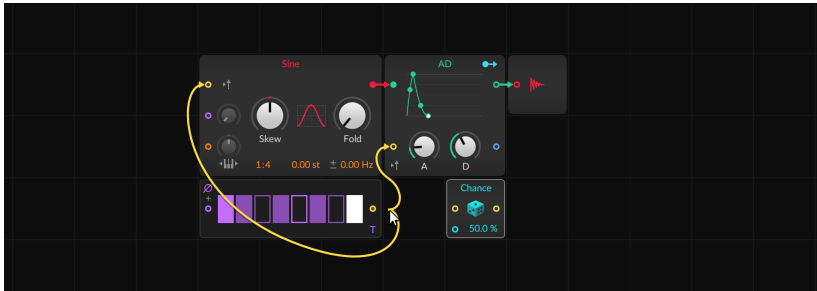 Sine
AD
Skew
Fold
1:4
0.00 st
± 0.00 Hz
A
D
Ø
+
T
Chance
50.0 %